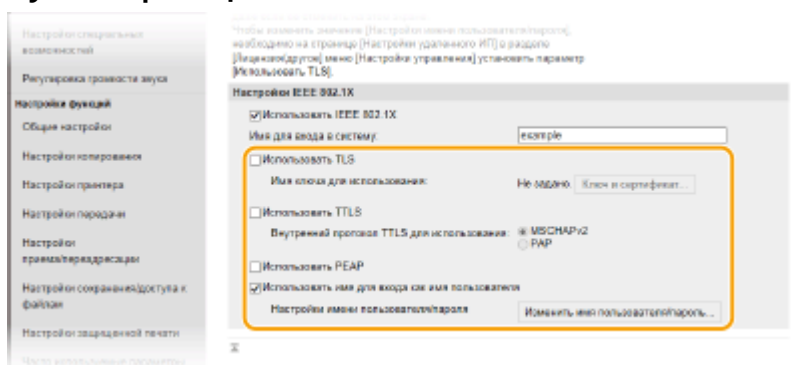 Настройки специальных
возможностей
Регулировка громкости звука
Настройки функций
Общие настройки
Настройки копирования
Настройки принтера
Настройки передачи
Настройки
приема/переадресации
Настройки сохранения/доступа к
файлам
Настройки защищенной печати
Часто используемые параметры
Чтобы изменить значение [Настройки имени пользователя/пароля],
необходимо на странице [Настройки удаленного ИП] в разделе
[Лицензия/другое] меню [Настройки управления] установить параметр
[Использовать TLS].
Настройки IEEE 802.1X
Использовать IEEE 802.1X
Имя для входа в систему: example
Использовать TLS
Имя ключа для использования: Не задано. Ключ и сертификат...
Использовать TTLS
Внутренний протокол TTLS для использования: MSCHAPv2
PAP
Использовать PEAP
Использовать имя для входа как имя пользователя
Настройки имени пользователя/пароля Изменить имя пользователя/пароль...